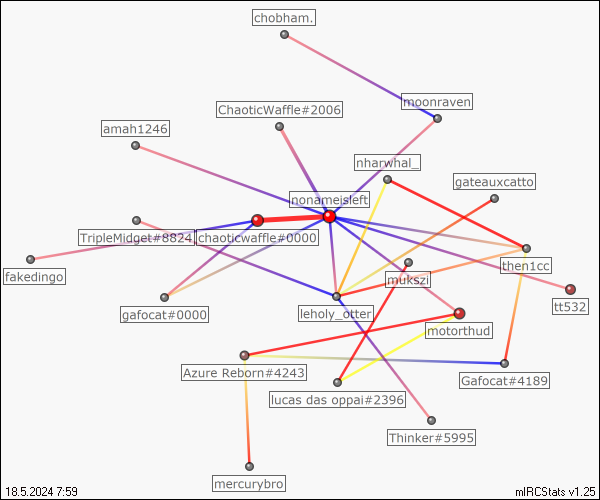 chobham.
moonraven
ChaoticWaffle#2006
amah1246
nharwhal_
gateauxcatto
nonameisleft
TripleMidget#8824
chaoticwaffle#0000
then1cc
fakedingo
mukszi
tt532
gafocat#0000
leholy_otter
motorthud
Azure Reborn#4243
Gafocat#4189
lucas das oppai#2396
Thinker#5995
mercurybro
18.5.2024 7:59
mIRCStats v1.25